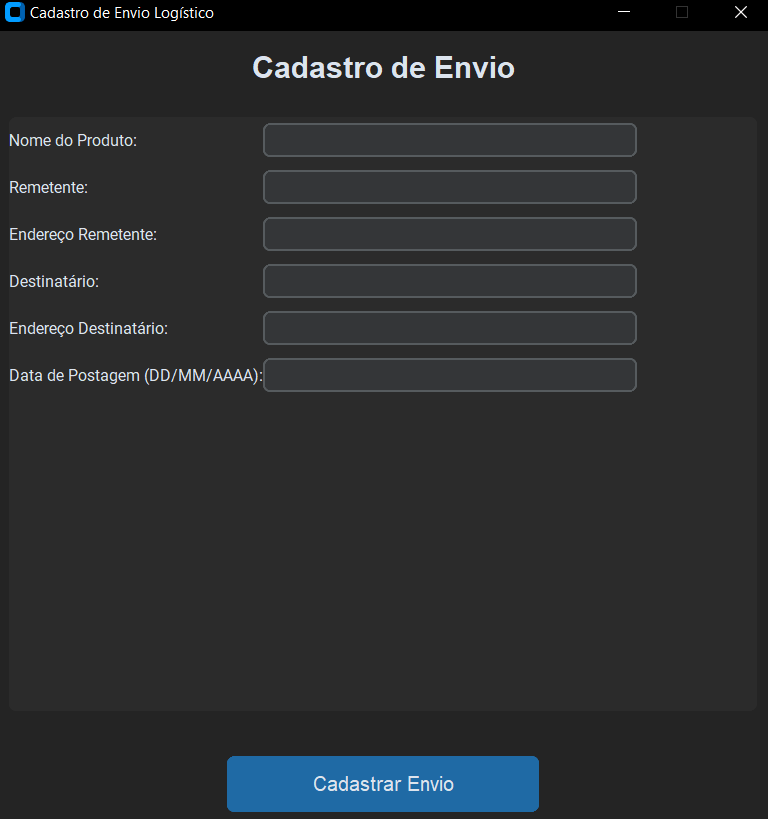 Cadastro de Envio Logístico
Cadastro de Envio
Nome do Produto:
Remetente:
Endereço Remetente:
Destinatário:
Endereço Destinatário:
Data de Postagem (DD/MM/AAAA):
Cadastrar Envio